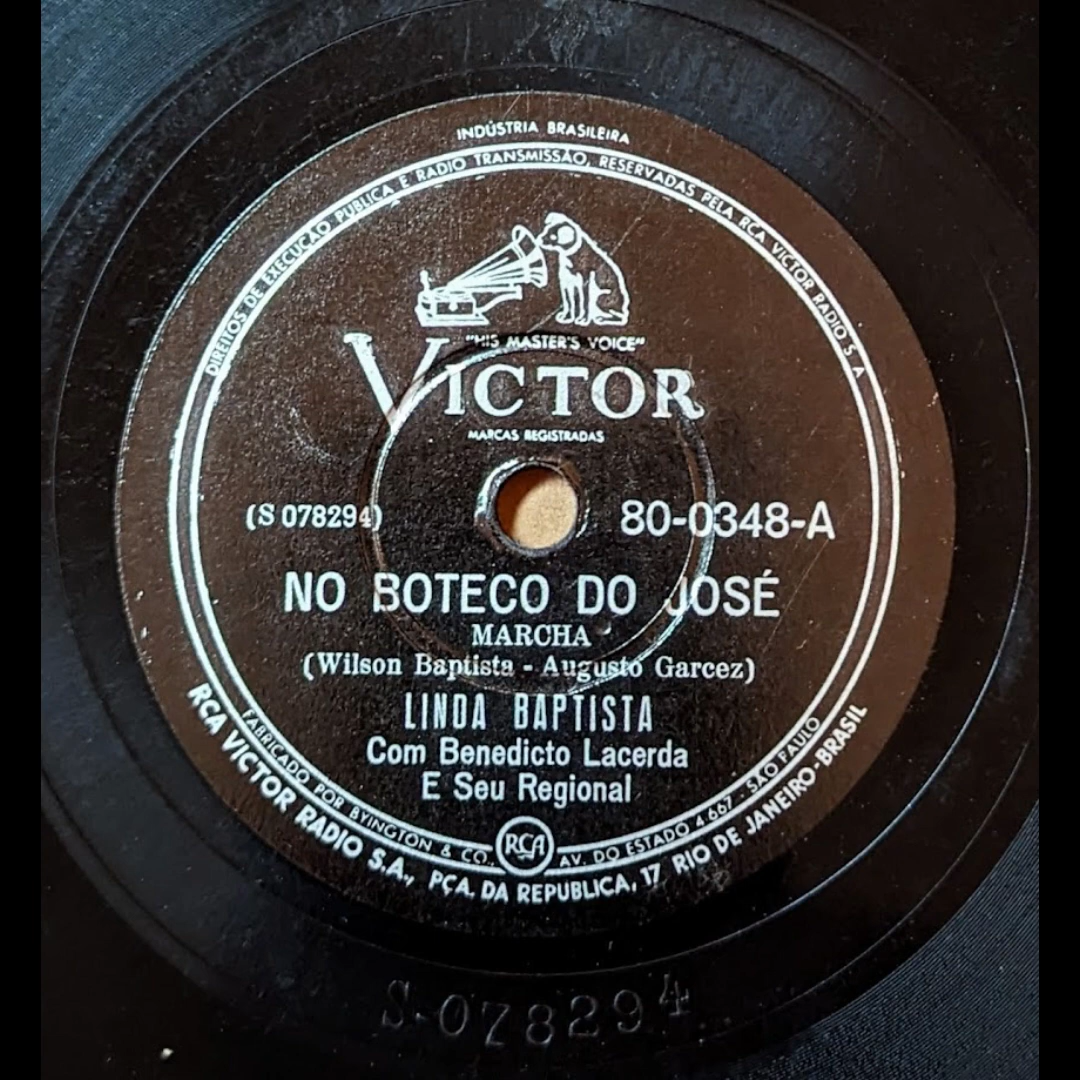 INDÚSTRIA BRASILEIRA
DIREITOS DE EXECUÇÃO PUBLICA E RADIO TRANSMISSÃO, RESERVADAS PELA RCA VICTOR RADIO S.A
"HIS MASTER'S VOICE"
VICTOR
MARCAS REGISTRADAS
(S 078294) 80-0348-A
NO BOTECO DO JOSÉ
MARCHA
(Wilson Baptista - Augusto Garcez)
LINDA BAPTISTA
Com Benedicto Lacerda
E Seu Regional
FABRICADO POR BYINGTON & CO., AV. DO ESTADO 4.667 - SÃO PAULO
RCA
RCA VICTOR RADIO S.A., PÇA. DA REPUBLICA, 17 RIO DE JANEIRO-BRASIL
S-078294